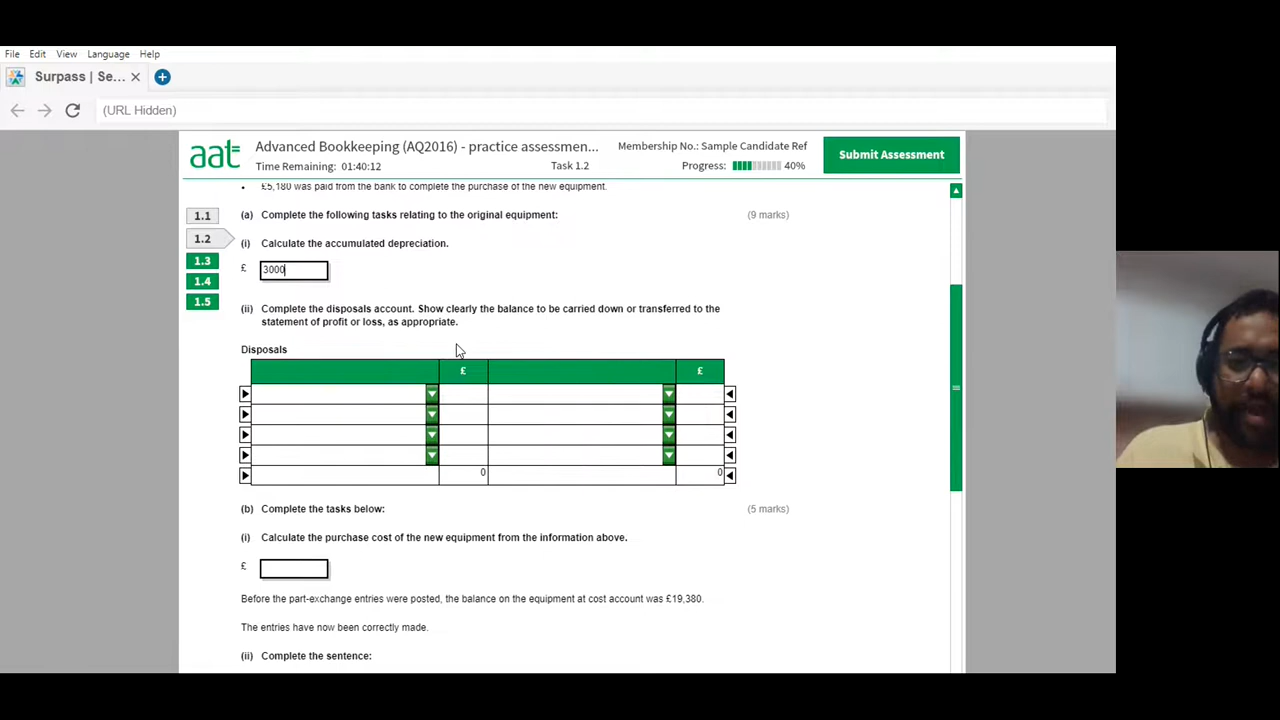 File Edit View Language Help
Surpass | Se...
(URL Hidden)
aat
Advanced Bookkeeping (AQ2016) - practice assessmen...
Membership No.: Sample Candidate Ref
Submit Assessment
Time Remaining: 01:40:12
Task 1.2
Progress: 40%
• £5,180 was paid from the bank to complete the purchase of the new equipment.
1.1
(a) Complete the following tasks relating to the original equipment: (9 marks)
1.2
(i) Calculate the accumulated depreciation.
1.3
£ 3000
1.4
1.5
(ii) Complete the disposals account. Show clearly the balance to be carried down or transferred to the
statement of profit or loss, as appropriate.
Disposals
£ £
0 0
(b) Complete the tasks below: (5 marks)
(i) Calculate the purchase cost of the new equipment from the information above.
£
Before the part-exchange entries were posted, the balance on the equipment at cost account was £19,380.
The entries have now been correctly made.
(ii) Complete the sentence: